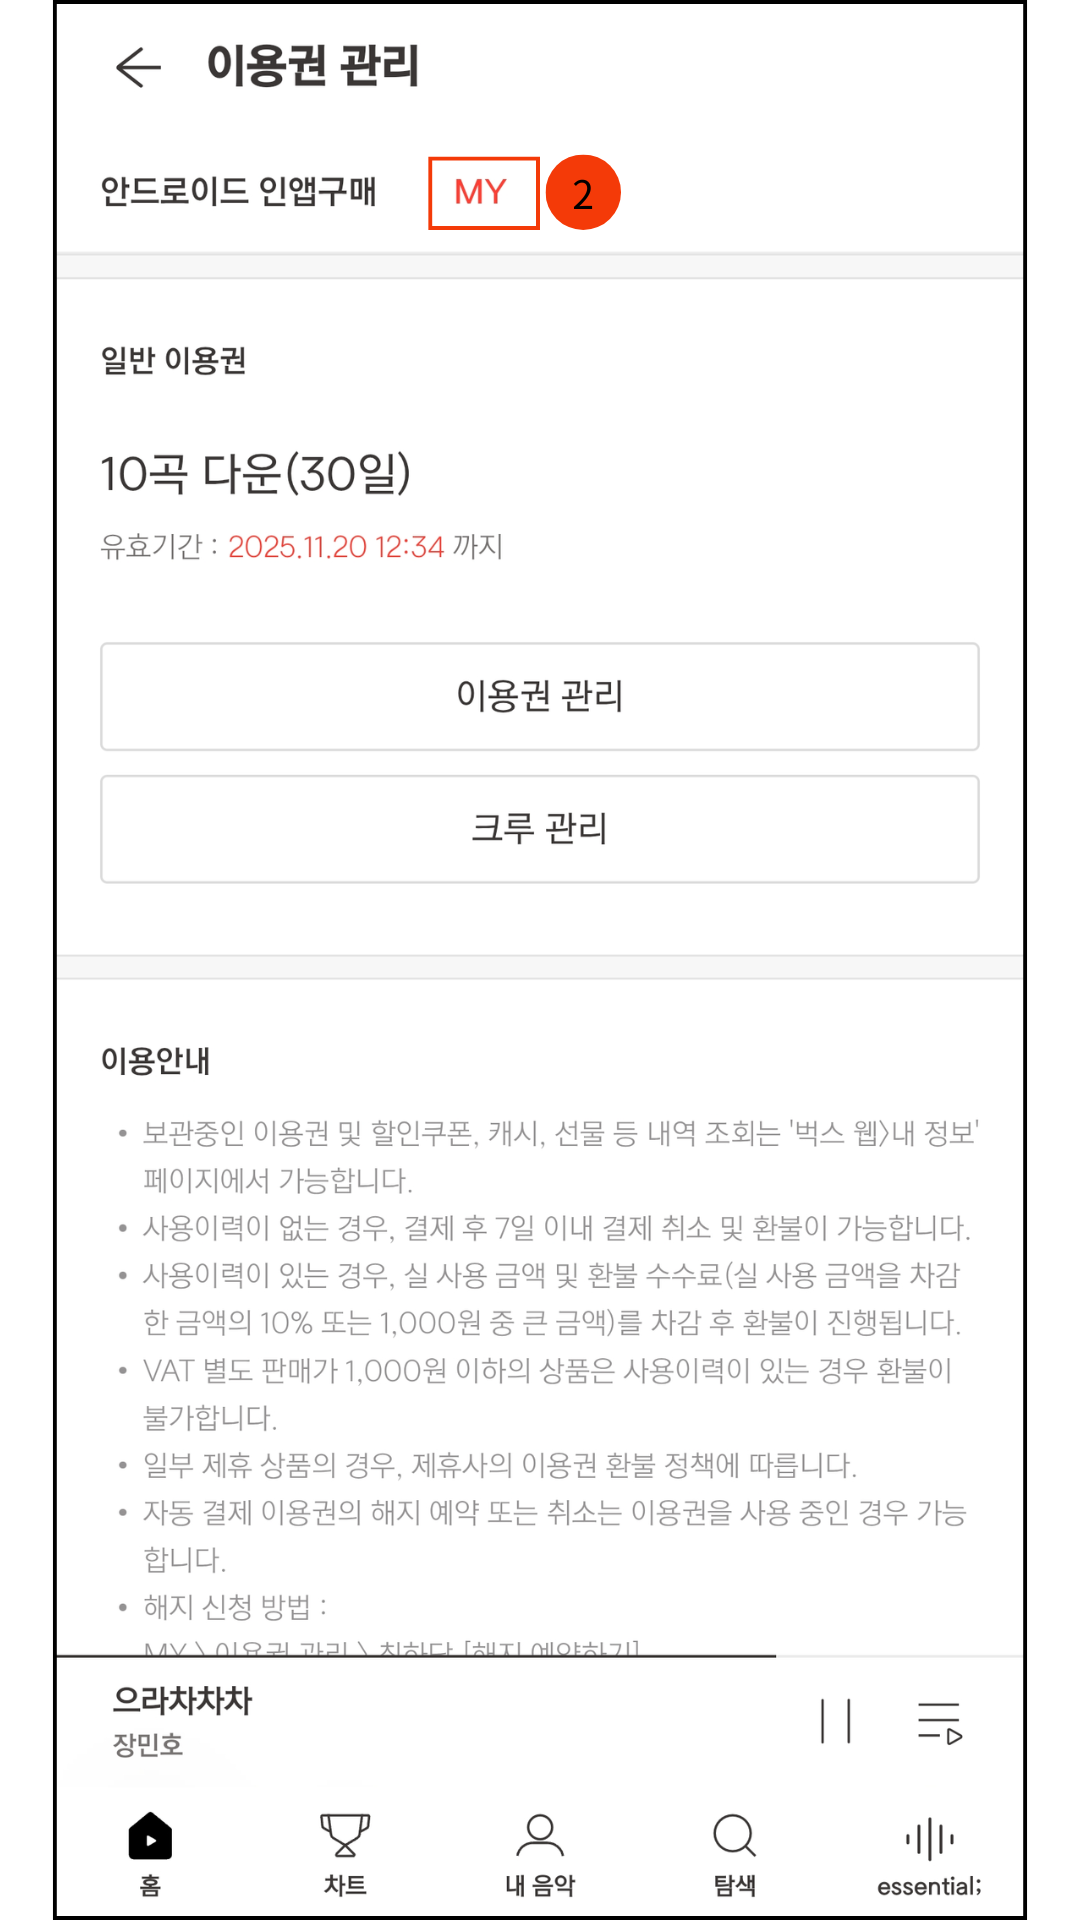 이용권 관리
안드로이드 인앱구매 MY 2
일반 이용권
10곡 다운(30일)
유효기간 : 2025.11.20 12:34 까지
이용권 관리
크루 관리
이용안내
• 보관중인 이용권 및 할인쿠폰, 캐시, 선물 등 내역 조회는 '벅스 웹>내 정보'
페이지에서 가능합니다.
• 사용이력이 없는 경우, 결제 후 7일 이내 결제 취소 및 환불이 가능합니다.
• 사용이력이 있는 경우, 실 사용 금액 및 환불 수수료(실 사용 금액을 차감
한 금액의 10% 또는 1,000원 중 큰 금액)를 차감 후 환불이 진행됩니다.
• VAT 별도 판매가 1,000원 이하의 상품은 사용이력이 있는 경우 환불이
불가합니다.
• 일부 제휴 상품의 경우, 제휴사의 이용권 환불 정책에 따릅니다.
• 자동 결제 이용권의 해지 예약 또는 취소는 이용권을 사용 중인 경우 가능
합니다.
• 해지 신청 방법 :
MY > 이용권 관리 > 최하단 [해지 예약하기]
으라차차차
장민호
홈 차트 내 음악 탐색 essential;